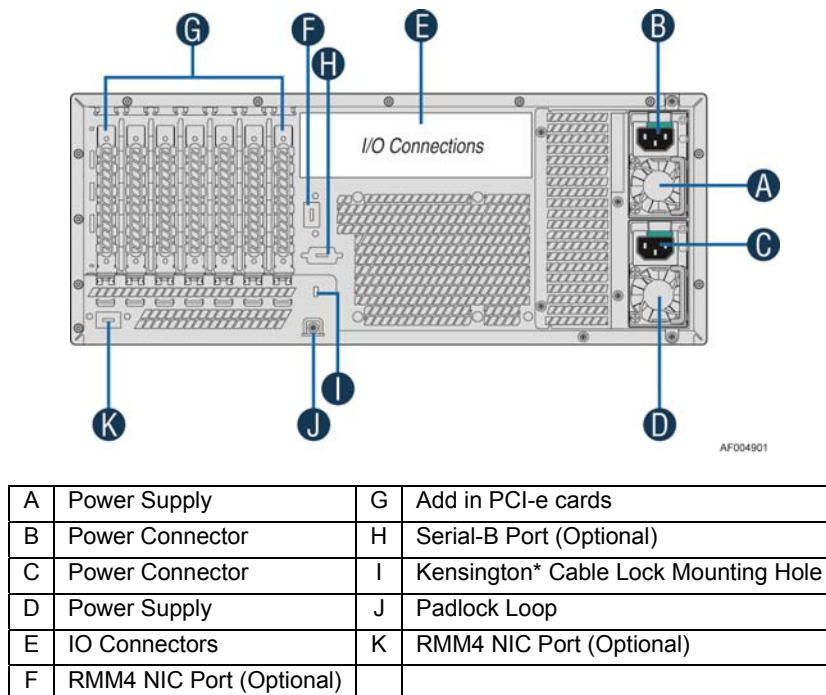 G F E B
H
I/O Connections
A
C
K I J D
AF004901
A Power Supply G Add in PCI-e cards
B Power Connector H Serial-B Port (Optional)
C Power Connector I Kensington* Cable Lock Mounting Hole
D Power Supply J Padlock Loop
E IO Connectors K RMM4 NIC Port (Optional)
F RMM4 NIC Port (Optional)